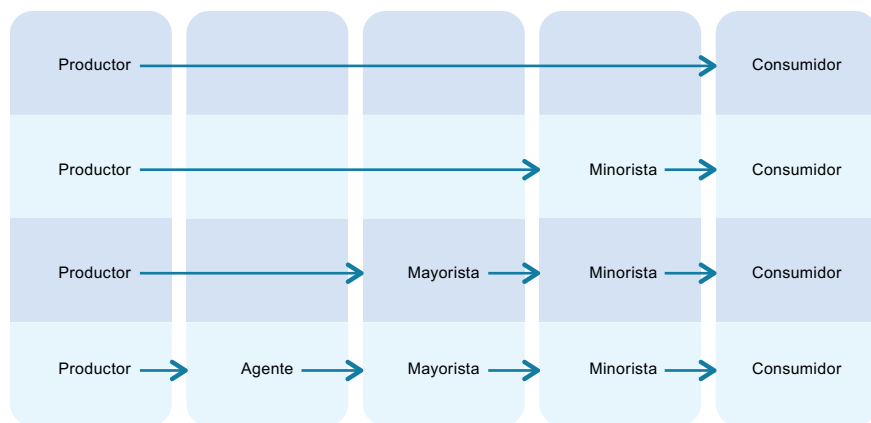 Productor Consumidor
Productor Minorista Consumidor
Productor Mayorista Minorista Consumidor
Productor Agente Mayorista Minorista Consumidor